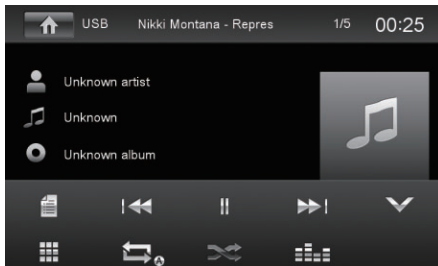 USB Nikki Montana - Repres 1/5 00:25
Unknown artist
Unknown
Unknown album
A